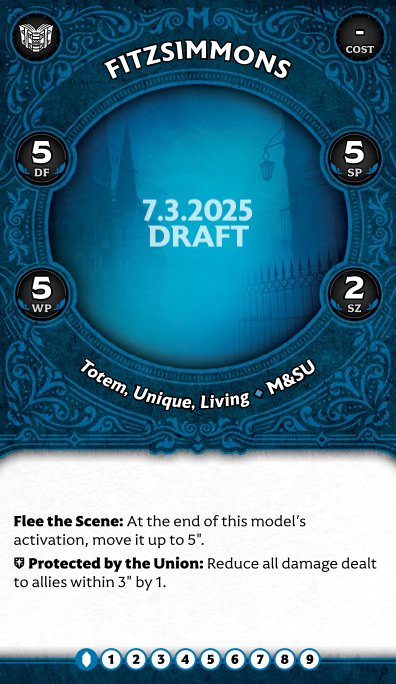 -
COST
FITZSIMMONS
5
DF
5
SP
7.3.2025
DRAFT
5
WP
2
SZ
Totem, Unique, Living ⬥ M&SU
Flee the Scene: At the end of this model's
activation, move it up to 5".
Protected by the Union: Reduce all damage dealt
to allies within 3" by 1.
1 2 3 4 5 6 7 8 9